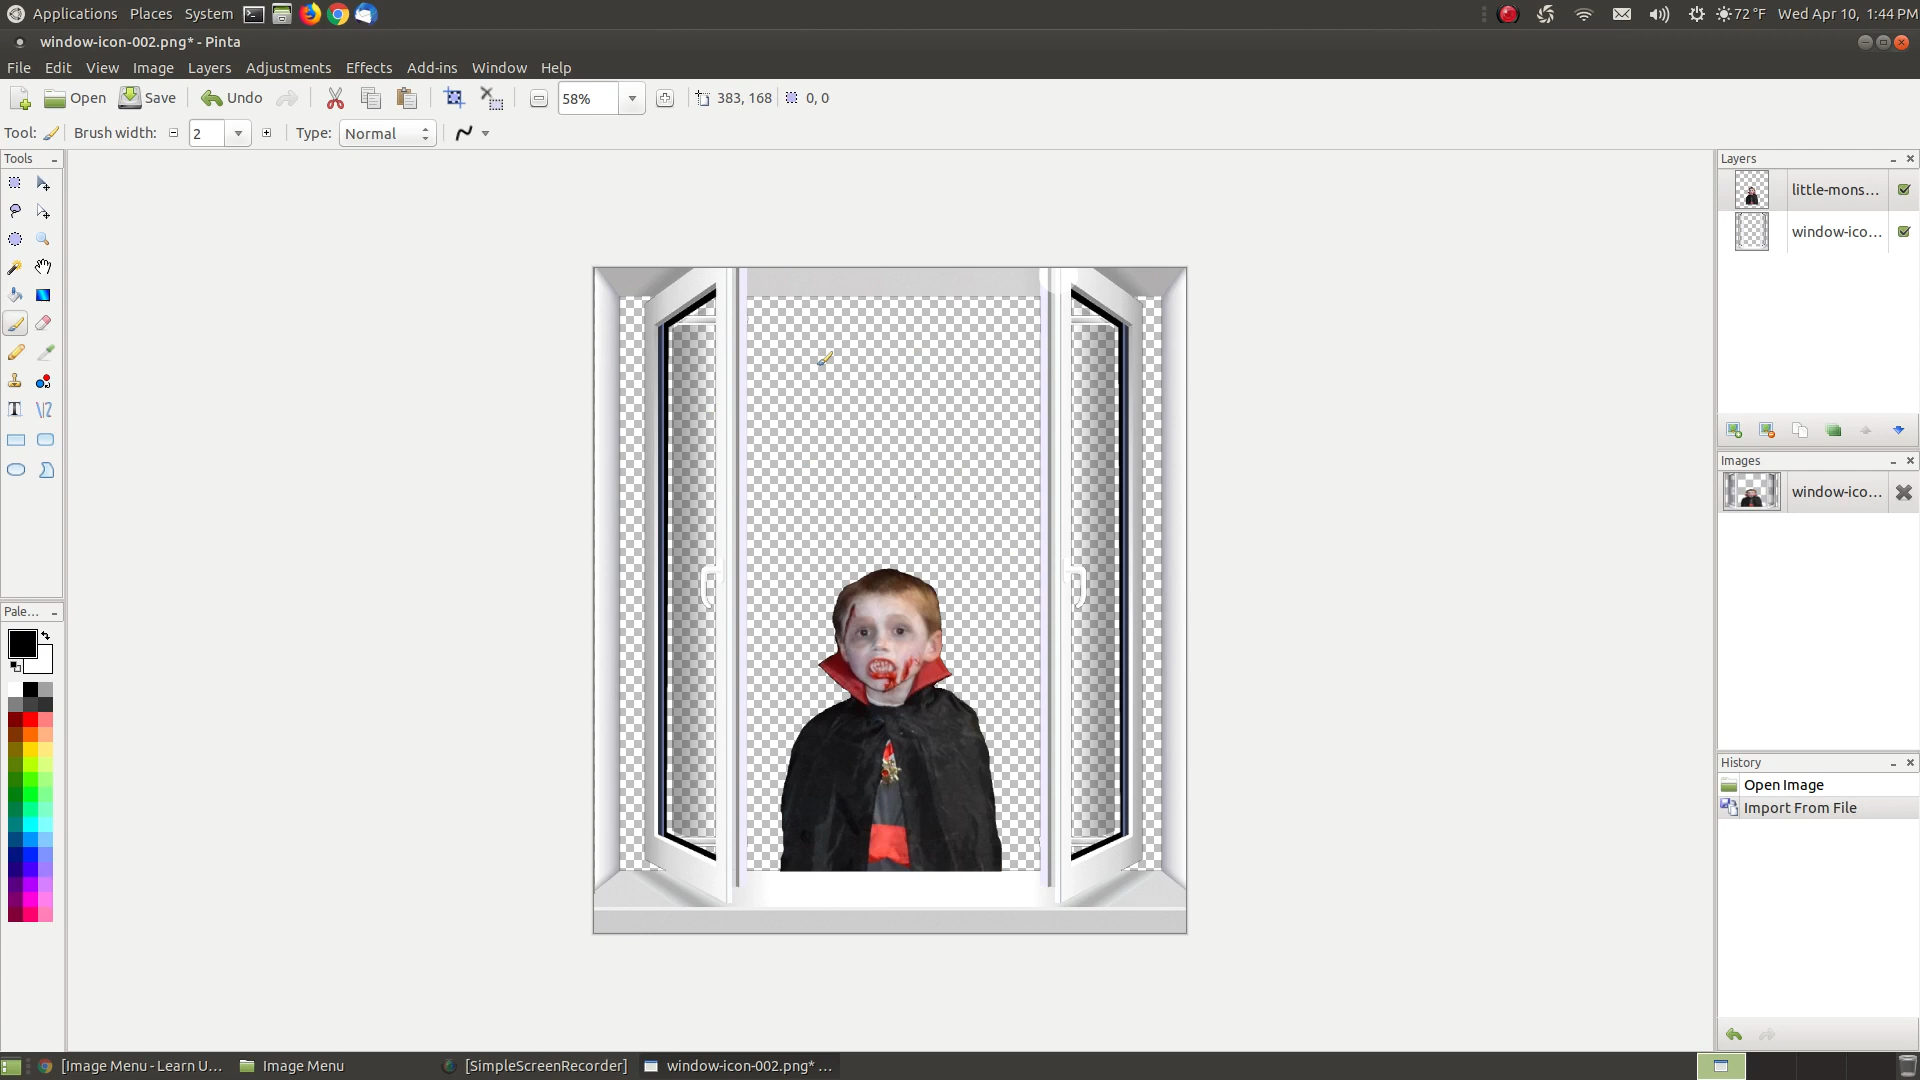 Applications Places System 72 °F Wed Apr 10, 1:44 PM
window-icon-002.png* - Pinta
File Edit View Image Layers Adjustments Effects Add-ins Window Help
Open Save Undo 58% 383, 168 0, 0
Tool: Brush width: 2 Type: Normal
Tools
Layers
little-mons...
window-ico...
Images
window-ico...
Pale...
History
Open Image
Import From File
[Image Menu - Learn U... Image Menu [SimpleScreenRecorder] window-icon-002.png* ...